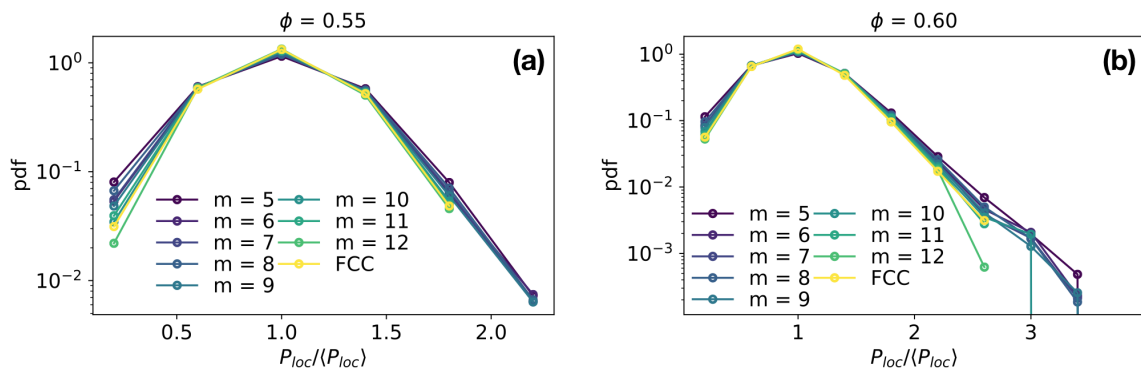 ϕ = 0.55
(a)
pdf
10⁰
10⁻¹
10⁻²
m = 5
m = 6
m = 7
m = 8
m = 9
m = 10
m = 11
m = 12
FCC
0.5
1.0
1.5
2.0
P_loc/⟨P_loc⟩
ϕ = 0.60
(b)
pdf
10⁰
10⁻¹
10⁻²
10⁻³
m = 5
m = 6
m = 7
m = 8
m = 9
m = 10
m = 11
m = 12
FCC
1
2
3
P_loc/⟨P_loc⟩